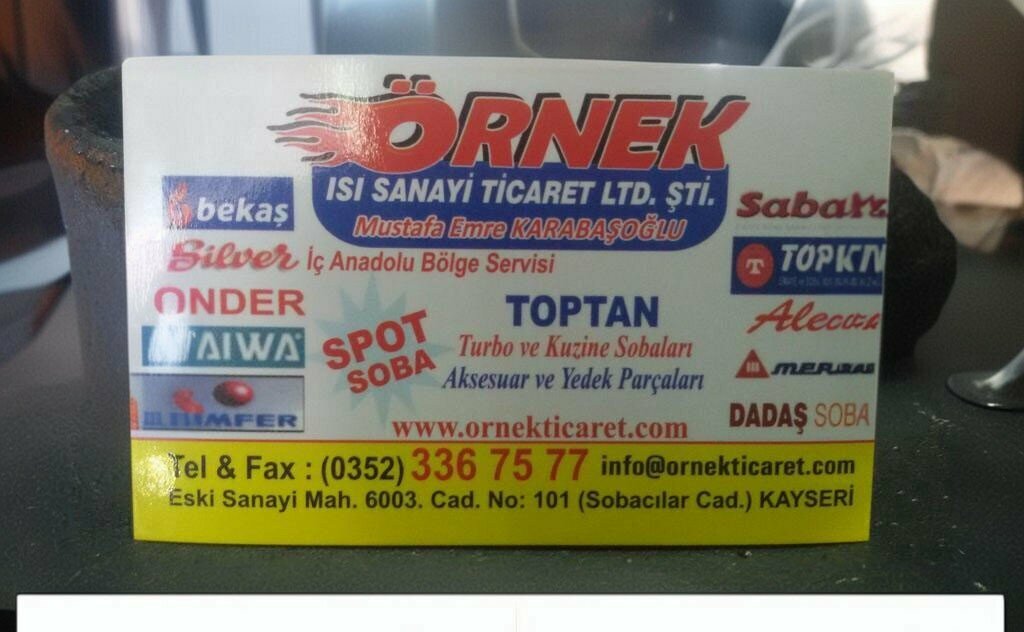 ÖRNEK
ISI SANAYİ TİCARET LTD. ŞTİ.
Mustafa Emre KARABAŞOĞLU
bekaş
Silver İç Anadolu Bölge Servisi
ONDER
TAIWA
SPOT
SOBA
TOPTAN
Turbo ve Kuzine Sobaları
Aksesuar ve Yedek Parçaları
DADAŞ SOBA
www.ornekticaret.com
Tel & Fax : (0352) 336 75 77 info@ornekticaret.com
Eski Sanayi Mah. 6003. Cad. No: 101 (Sobacılar Cad.) KAYSERİ